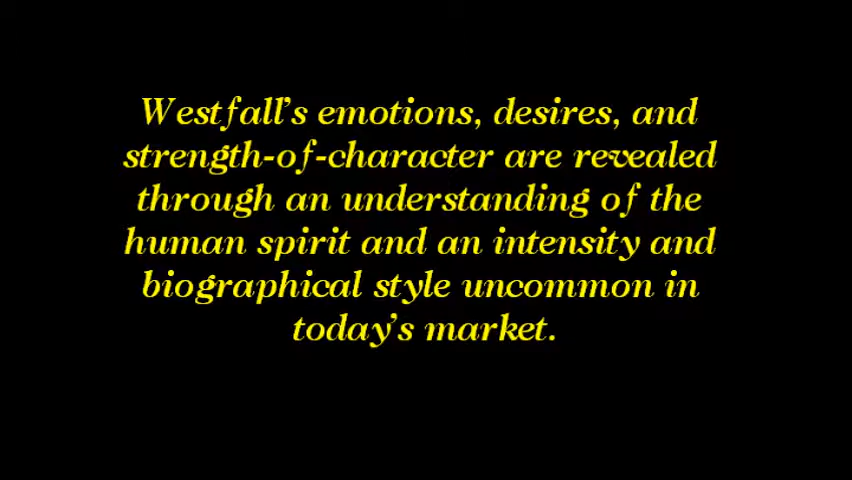 Westfall's emotions, desires, and
strength-of-character are revealed
through an understanding of the
human spirit and an intensity and
biographical style uncommon in
today's market.